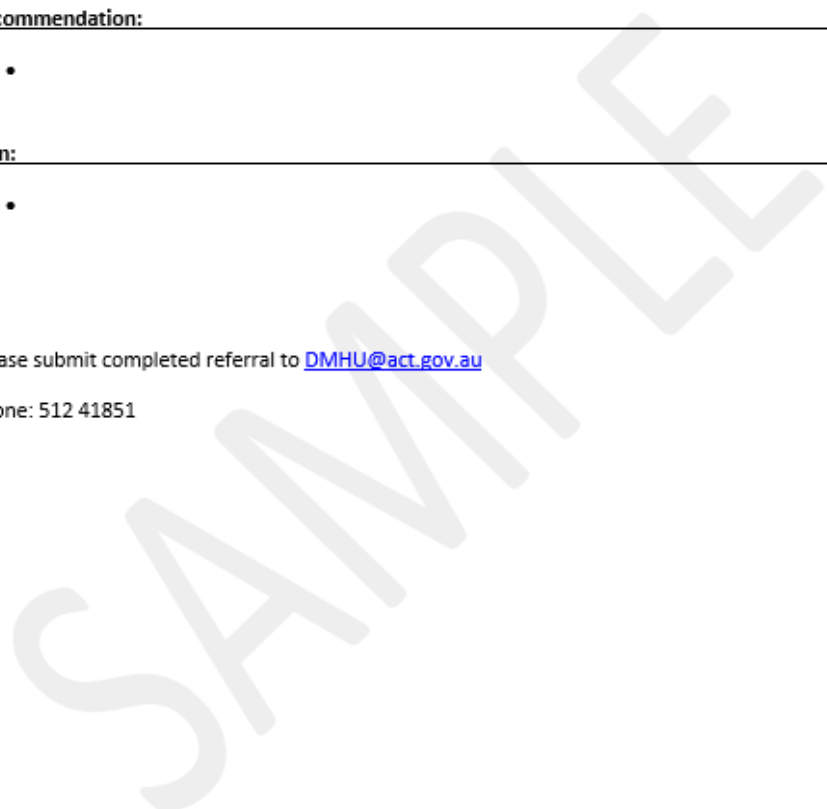 commendation:
•
n:
•
ase submit completed referral to DMHU@act.gov.au
one: 512 41851
SAMPLE